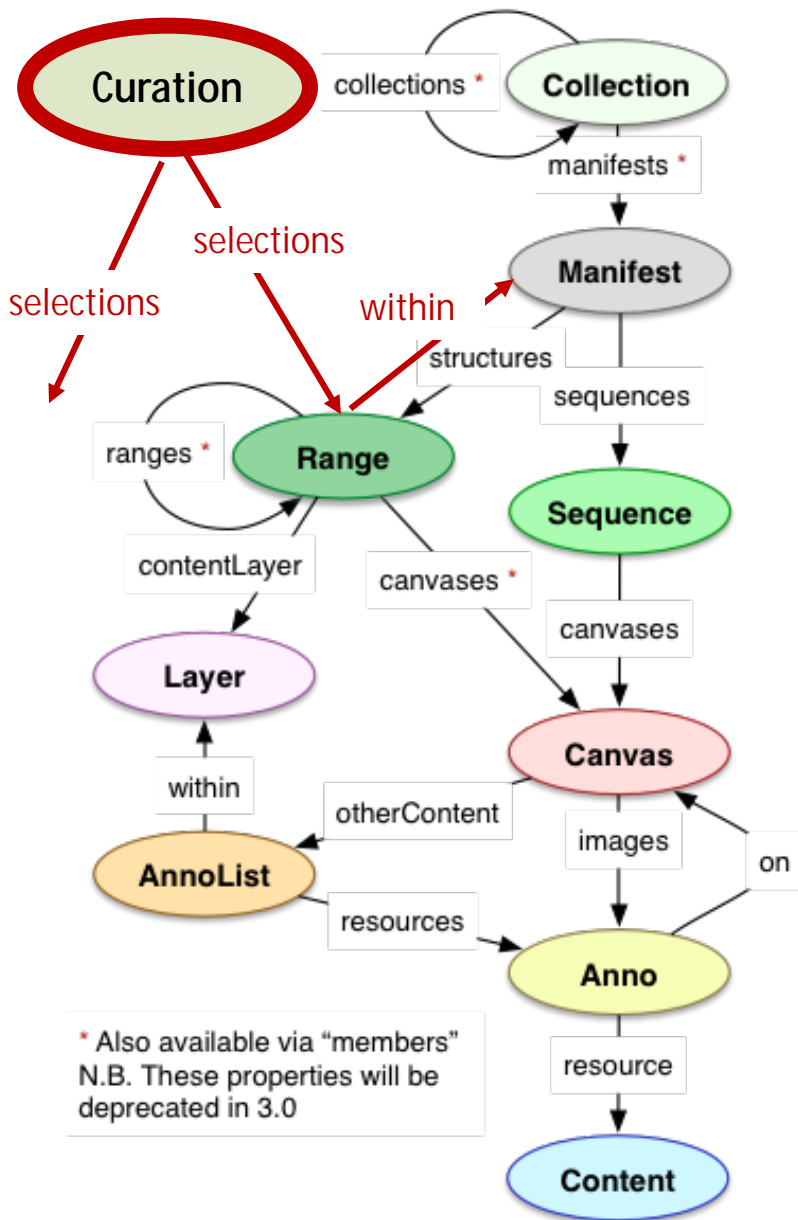 Curation
collections *
Collection
manifests *
selections
Manifest
selections
within
structures
sequences
ranges *
Range
Sequence
contentLayer
canvases *
canvases
Layer
Canvas
within
otherContent
images
on
AnnoList
resources
Anno
* Also available via “members”
N.B. These properties will be
deprecated in 3.0
resource
Content